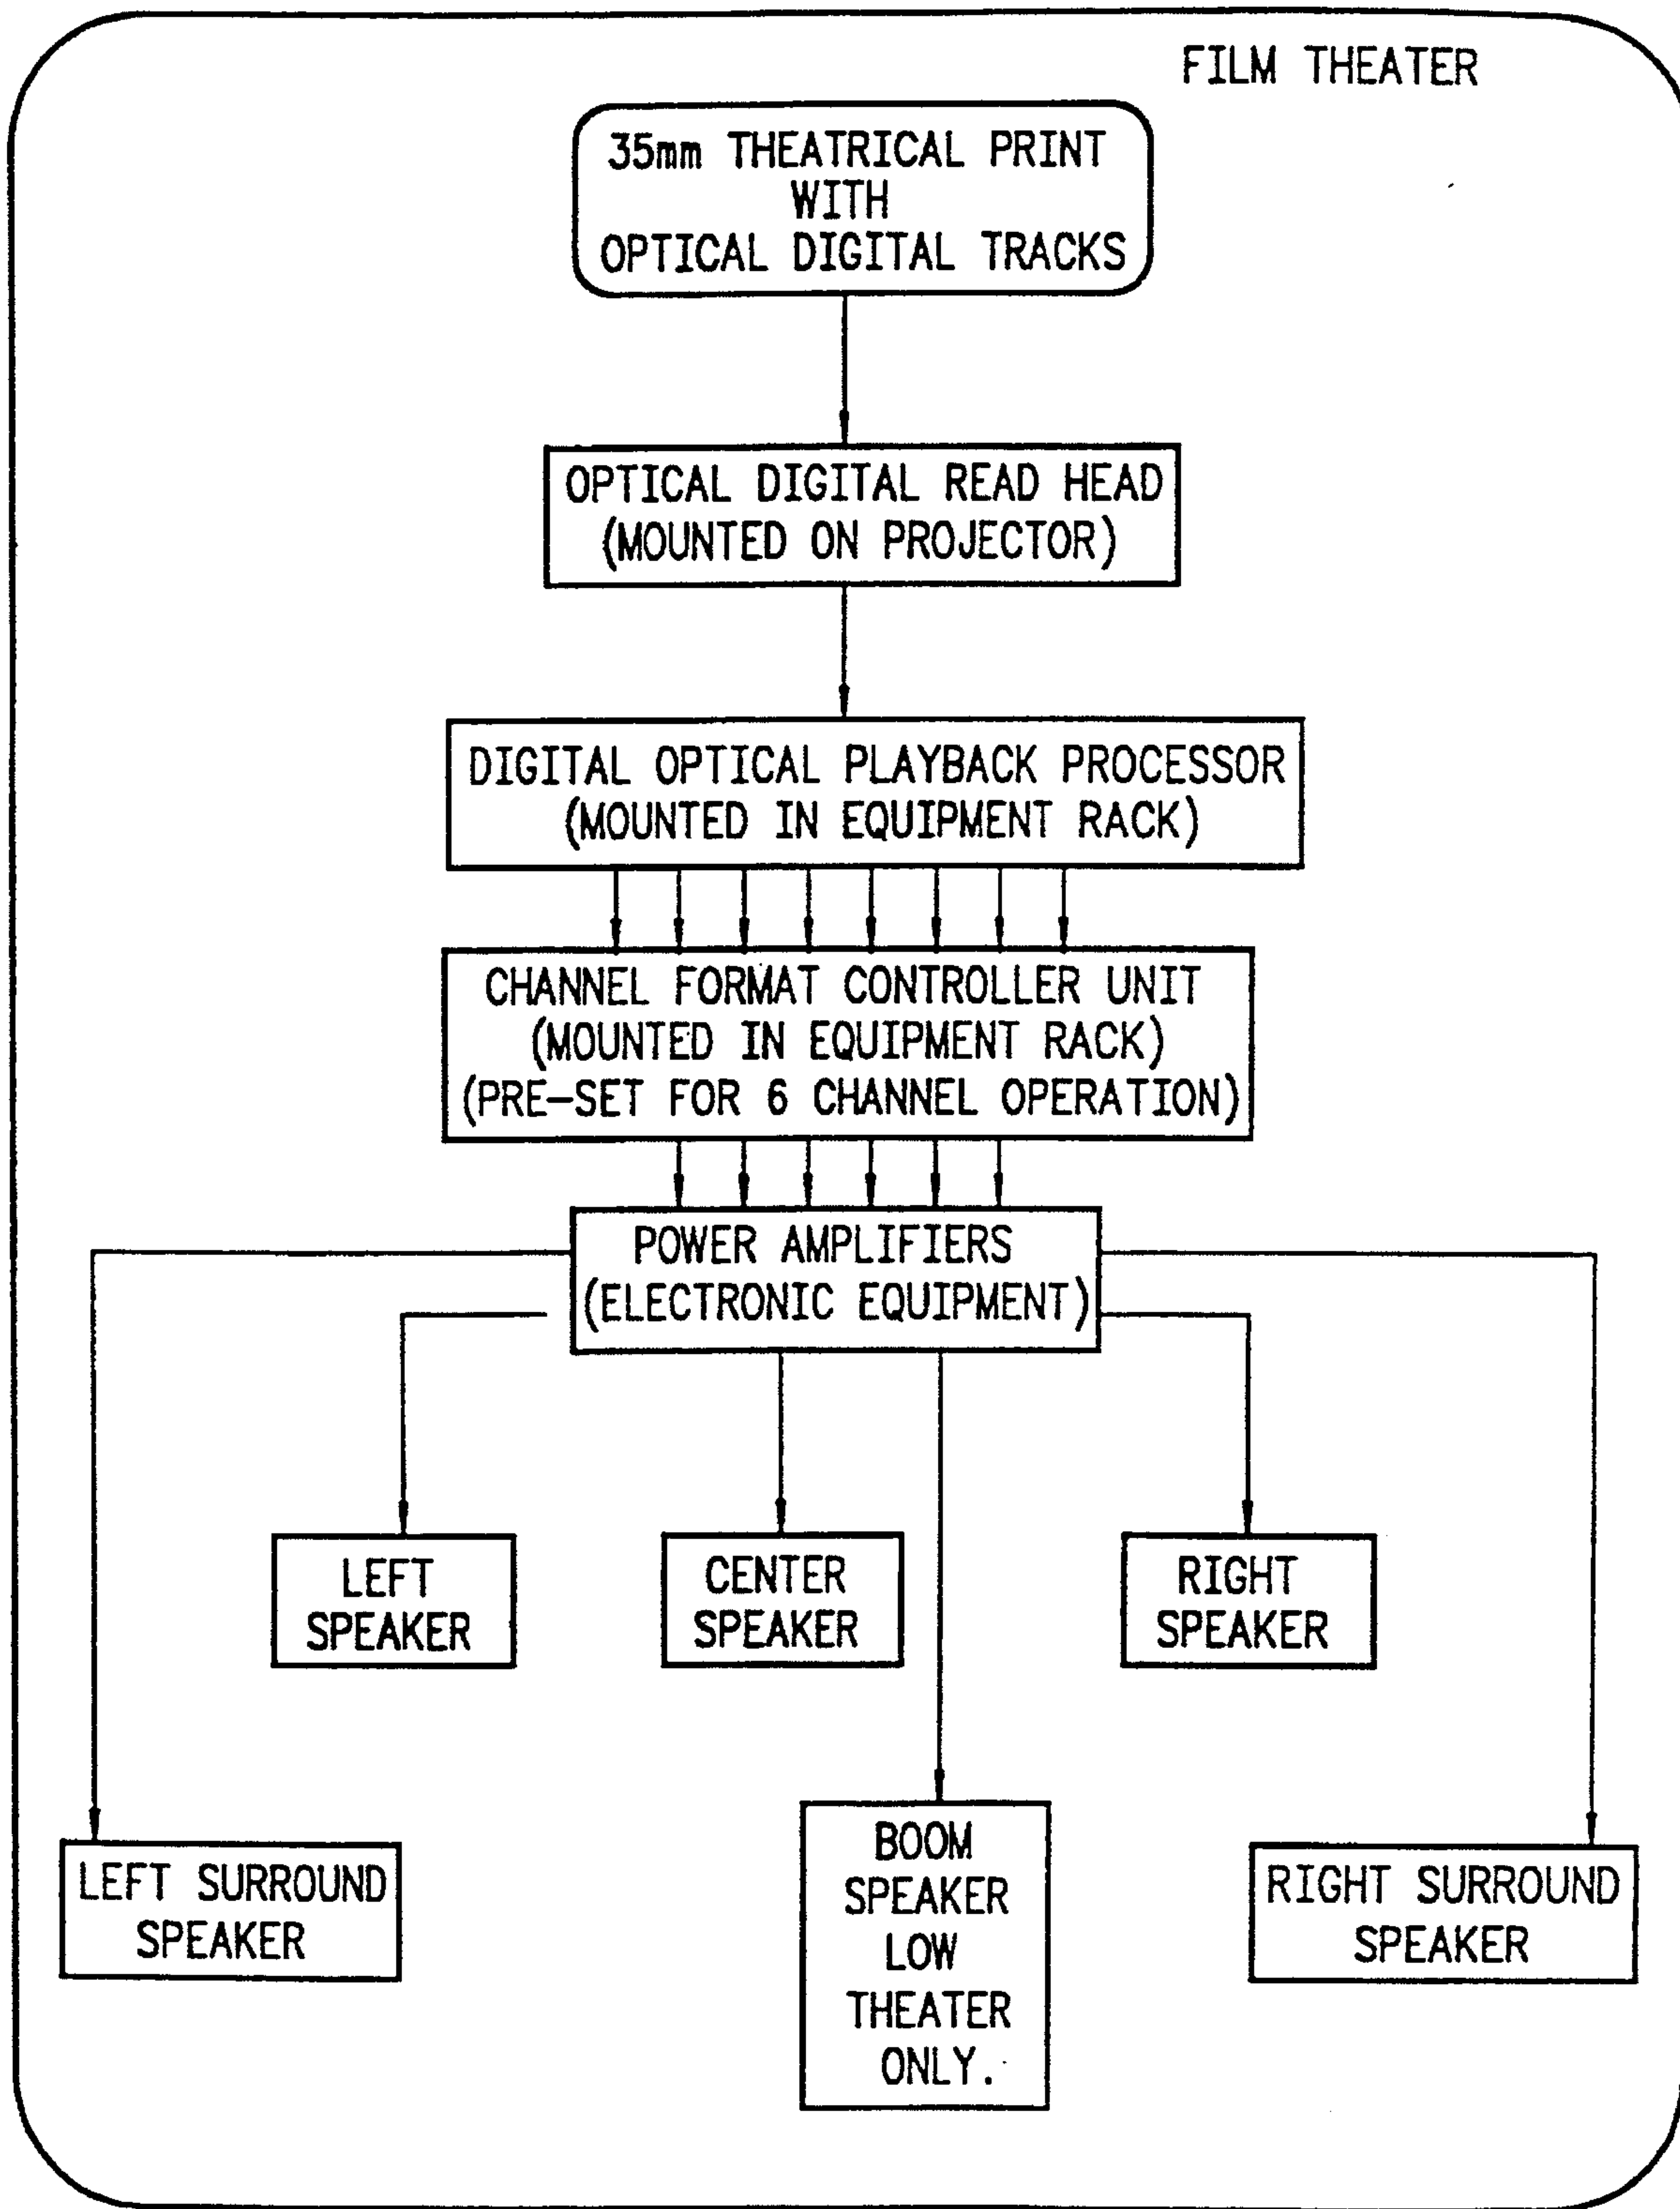 FILM THEATER
35mm THEATRICAL PRINT
WITH
OPTICAL DIGITAL TRACKS
OPTICAL DIGITAL READ HEAD
(MOUNTED ON PROJECTOR)
DIGITAL OPTICAL PLAYBACK PROCESSOR
(MOUNTED IN EQUIPMENT RACK)
CHANNEL FORMAT CONTROLLER UNIT
(MOUNTED IN EQUIPMENT RACK)
(PRE-SET FOR 6 CHANNEL OPERATION)
POWER AMPLIFIERS
(ELECTRONIC EQUIPMENT)
LEFT
SPEAKER
CENTER
SPEAKER
RIGHT
SPEAKER
LEFT SURROUND
SPEAKER
BOOM
SPEAKER
LOW
THEATER
ONLY.
RIGHT SURROUND
SPEAKER